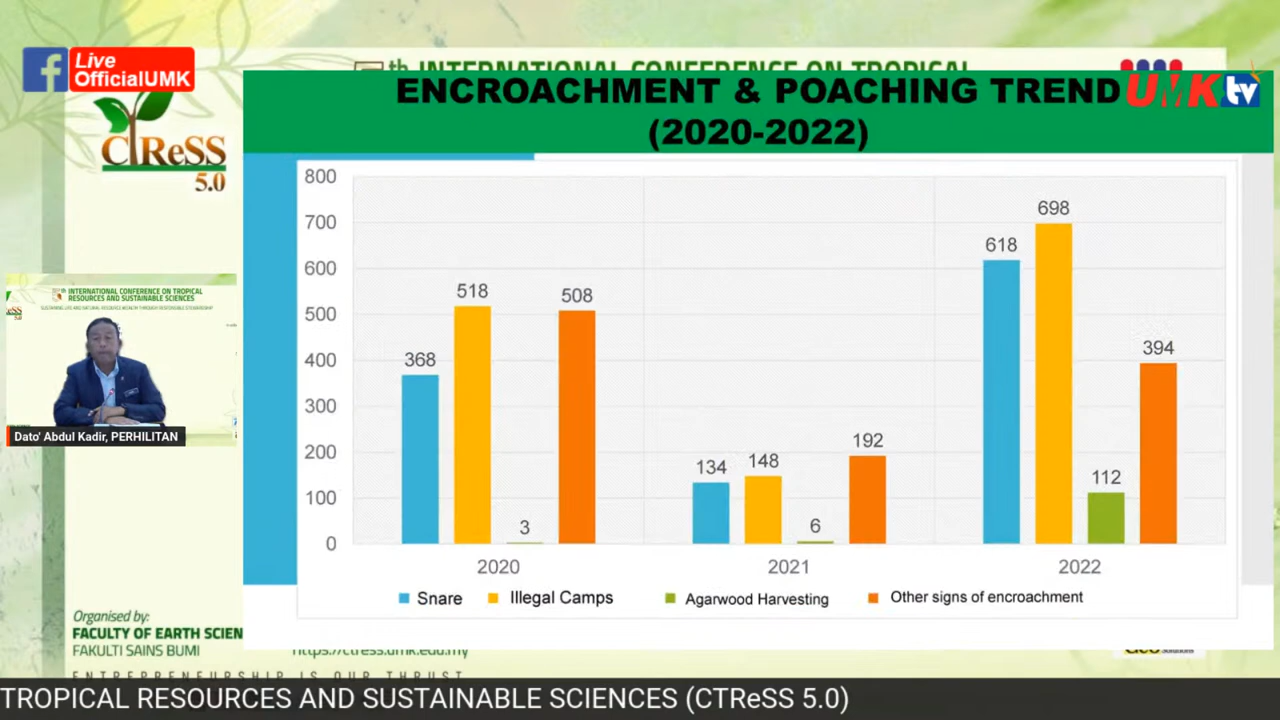 Live
OfficialUMK
th INTERNATIONAL CONFERENCE ON TROPICAL
ENCROACHMENT & POACHING TREND
(2020-2022)
UMK tv
CTReSS
5.0
800
700
600
500
400
300
200
100
0
368
518
3
508
134
148
6
192
618
698
112
394
2020
2021
2022
Snare
Illegal Camps
Agarwood Harvesting
Other signs of encroachment
th INTERNATIONAL CONFERENCE ON TROPICAL
RESOURCES AND SUSTAINABLE SCIENCES
Dato' Abdul Kadir, PERHILITAN
Organised by:
FACULTY OF EARTH SCIEN
FAKULTI SAINS BUMI
https://ctress.umk.edu.my
Geo Solutions
ENTREPRENEURSHIP IS OUR THRUST
TROPICAL RESOURCES AND SUSTAINABLE SCIENCES (CTReSS 5.0)